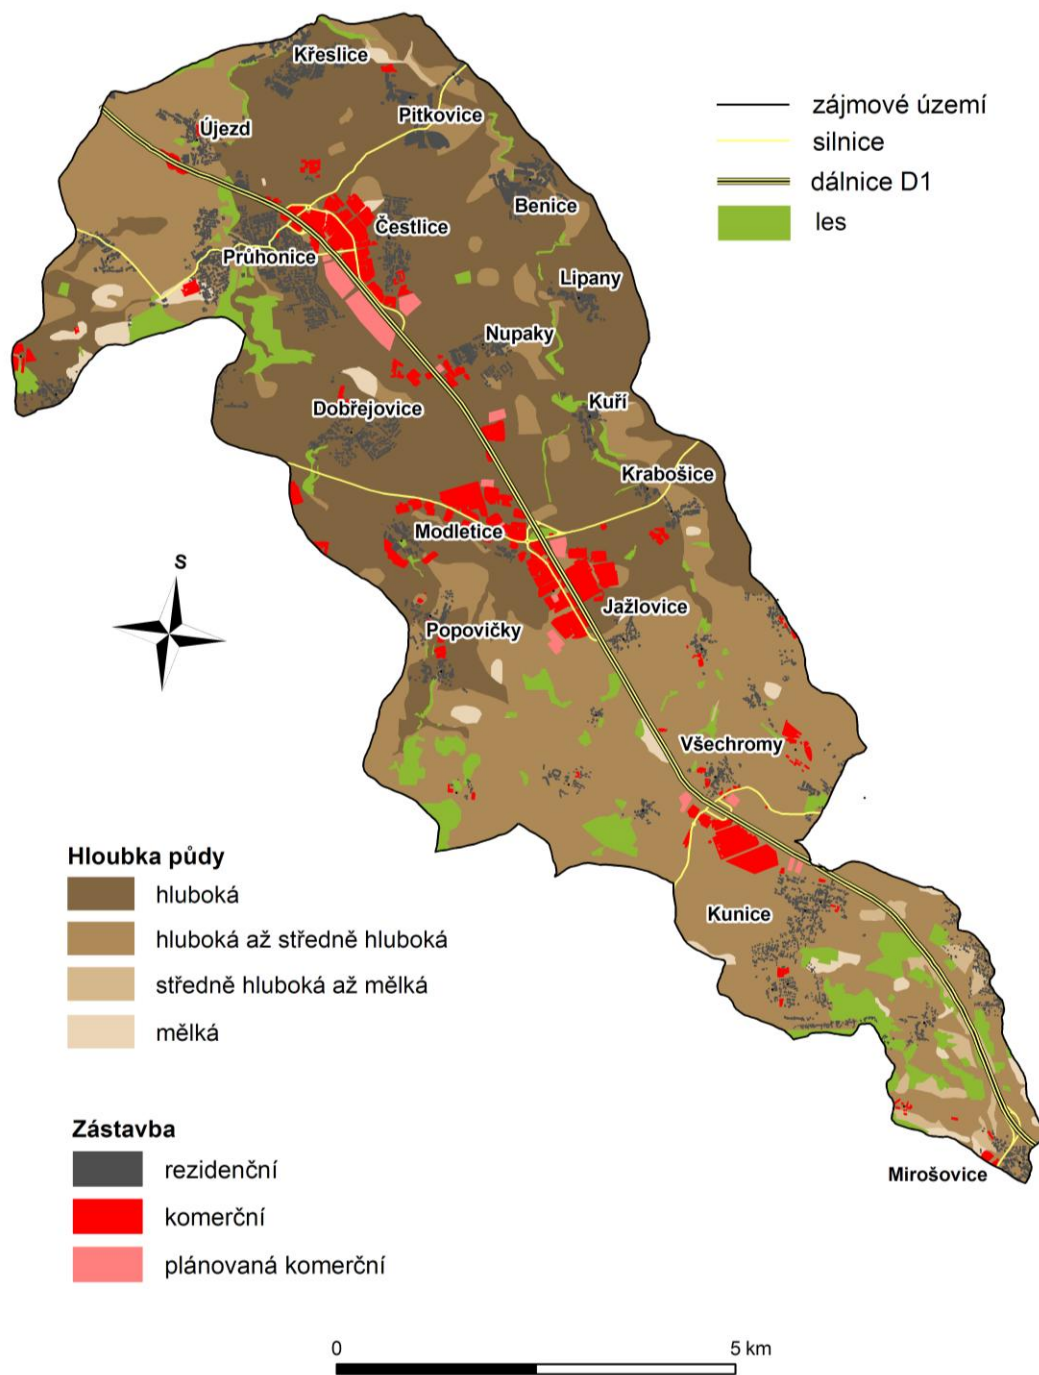 Křeslice
Pitkovice
zájmové území
silnice
Újezd
dálnice D1
Benice
les
Čestlice
Průhonice
Lipany
Nupaky
Dobřejovice
Kuří
Krabošice
Modletice
S
Jažlovice
Popovičky
Všechromy
Hloubka půdy
hluboká
hluboká až středně hluboká
středně hluboká až mělká
mělká
Kunice
Zástavba
rezidenční
komerční
plánovaná komerční
Mirošovice
0
5 km